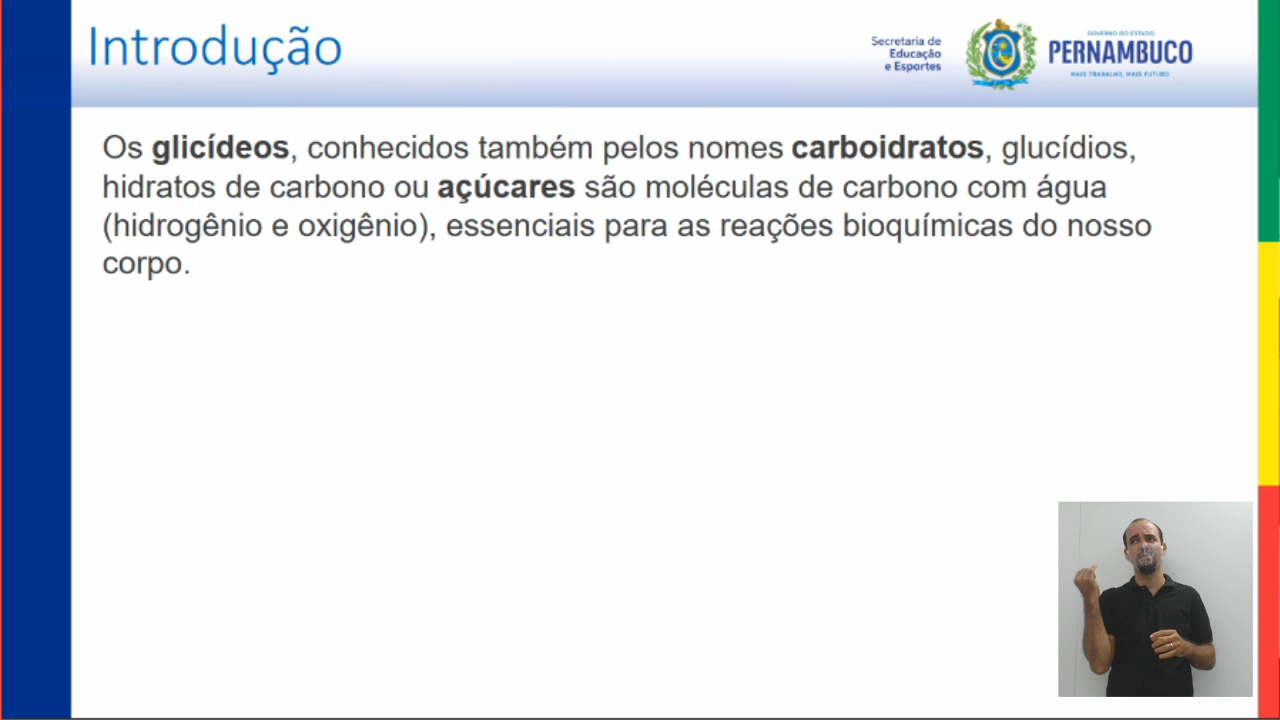 Introdução
Secretaria de
Educação
e Esportes
GOVERNO DO ESTADO
PERNAMBUCO
MAIS TRABALHO, MAIS FUTURO.
Os glicídeos, conhecidos também pelos nomes carboidratos, glucídios,
hidratos de carbono ou açúcares são moléculas de carbono com água
(hidrogênio e oxigênio), essenciais para as reações bioquímicas do nosso
corpo.